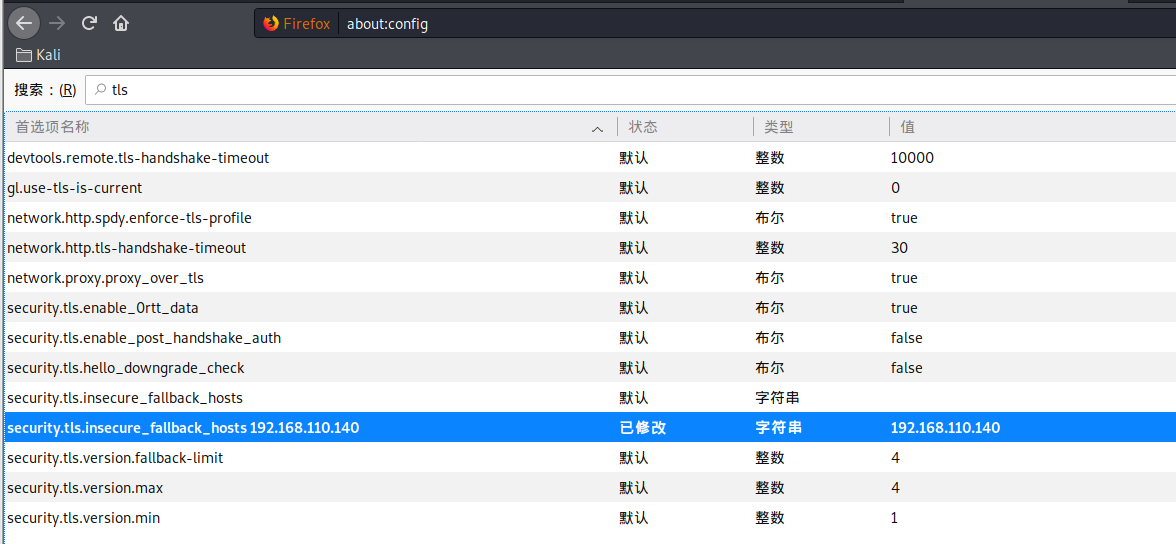 Firefox about:config
Kali
搜索：(R) tls
首选项名称 状态 类型 值
devtools.remote.tls-handshake-timeout 默认 整数 10000
gl.use-tls-is-current 默认 整数 0
network.http.spdy.enforce-tls-profile 默认 布尔 true
network.http.tls-handshake-timeout 默认 整数 30
network.proxy.proxy_over_tls 默认 布尔 true
security.tls.enable_0rtt_data 默认 布尔 true
security.tls.enable_post_handshake_auth 默认 布尔 false
security.tls.hello_downgrade_check 默认 布尔 false
security.tls.insecure_fallback_hosts 默认 字符串
security.tls.insecure_fallback_hosts 192.168.110.140 已修改 字符串 192.168.110.140
security.tls.version.fallback-limit 默认 整数 4
security.tls.version.max 默认 整数 4
security.tls.version.min 默认 整数 1